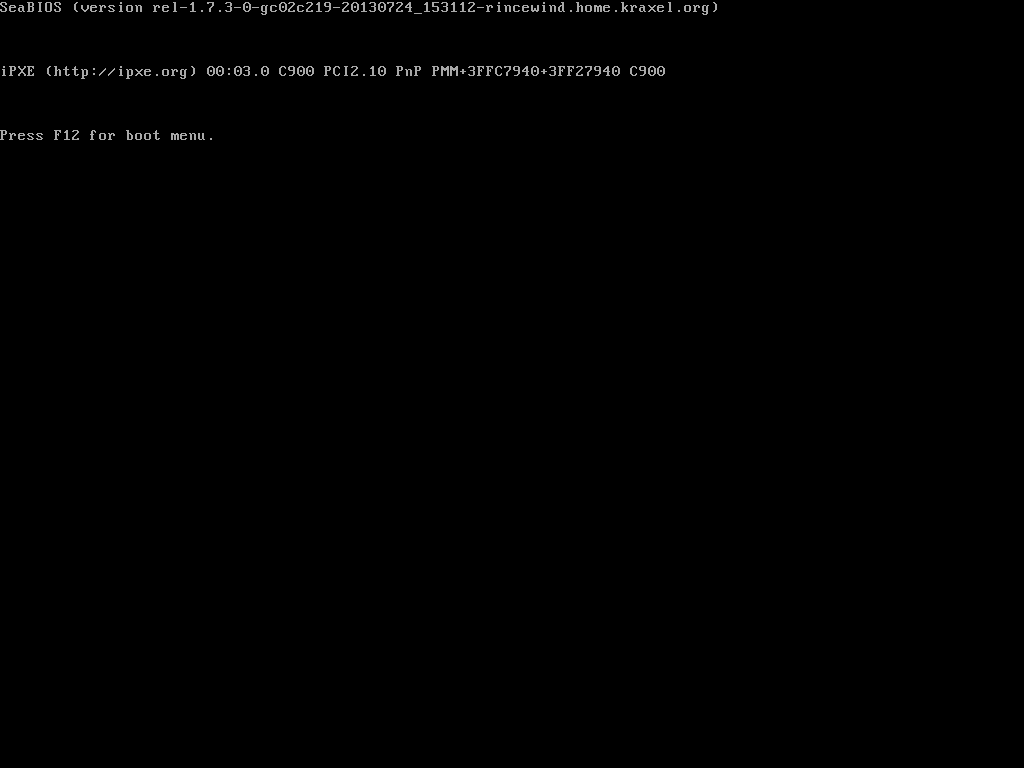 SeaBIOS (version rel-1.7.3-0-gc02c219-20130724_153112-rincewind.home.kraxel.org)
iPXE (http://ipxe.org) 00:03.0 C900 PCI2.10 PnP PMM+3FFC7940+3FF27940 C900
Press F12 for boot menu.